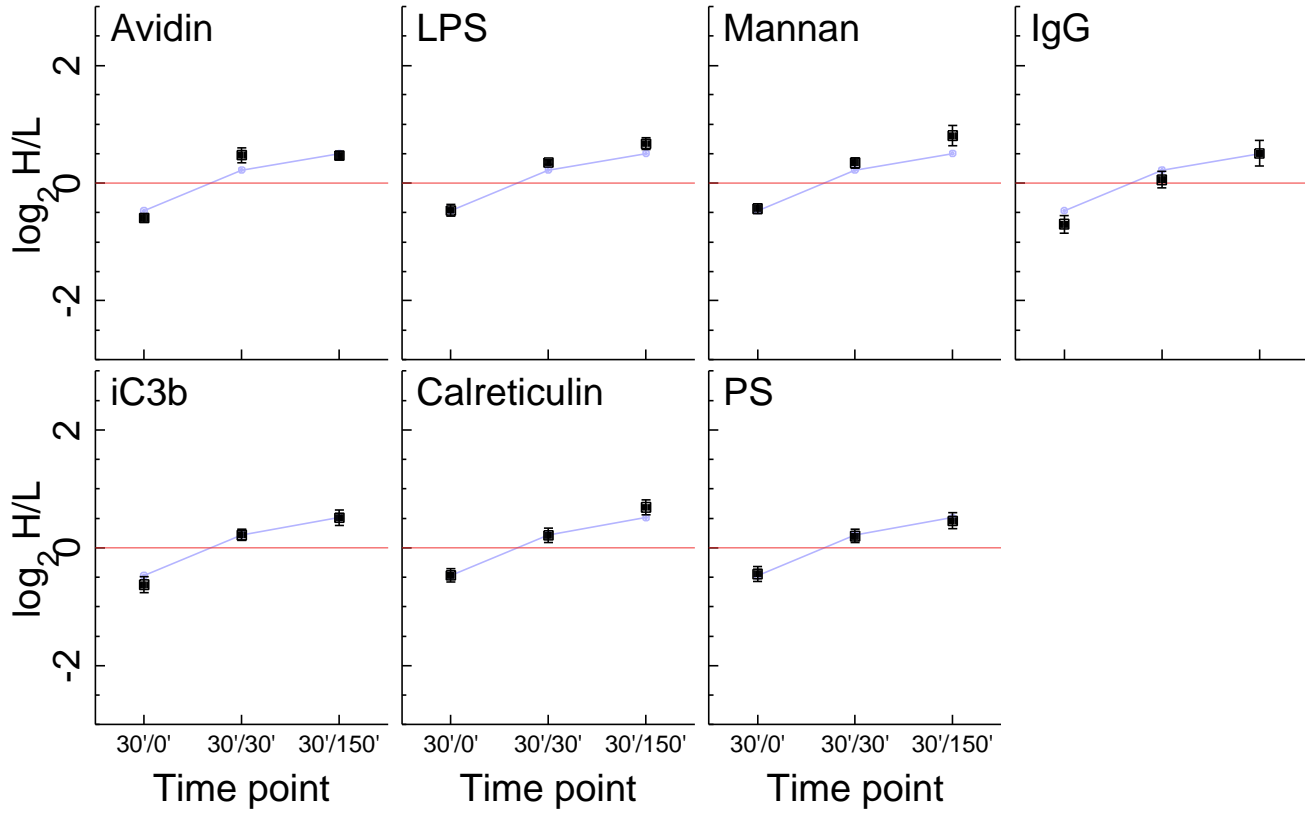 Avidin
LPS
Mannan
IgG
log₂ H/L
2
0
-2
iC3b
Calreticulin
PS
log₂ H/L
2
0
-2
30'/0' 30'/30' 30'/150'
30'/0' 30'/30' 30'/150'
30'/0' 30'/30' 30'/150'
Time point
Time point
Time point